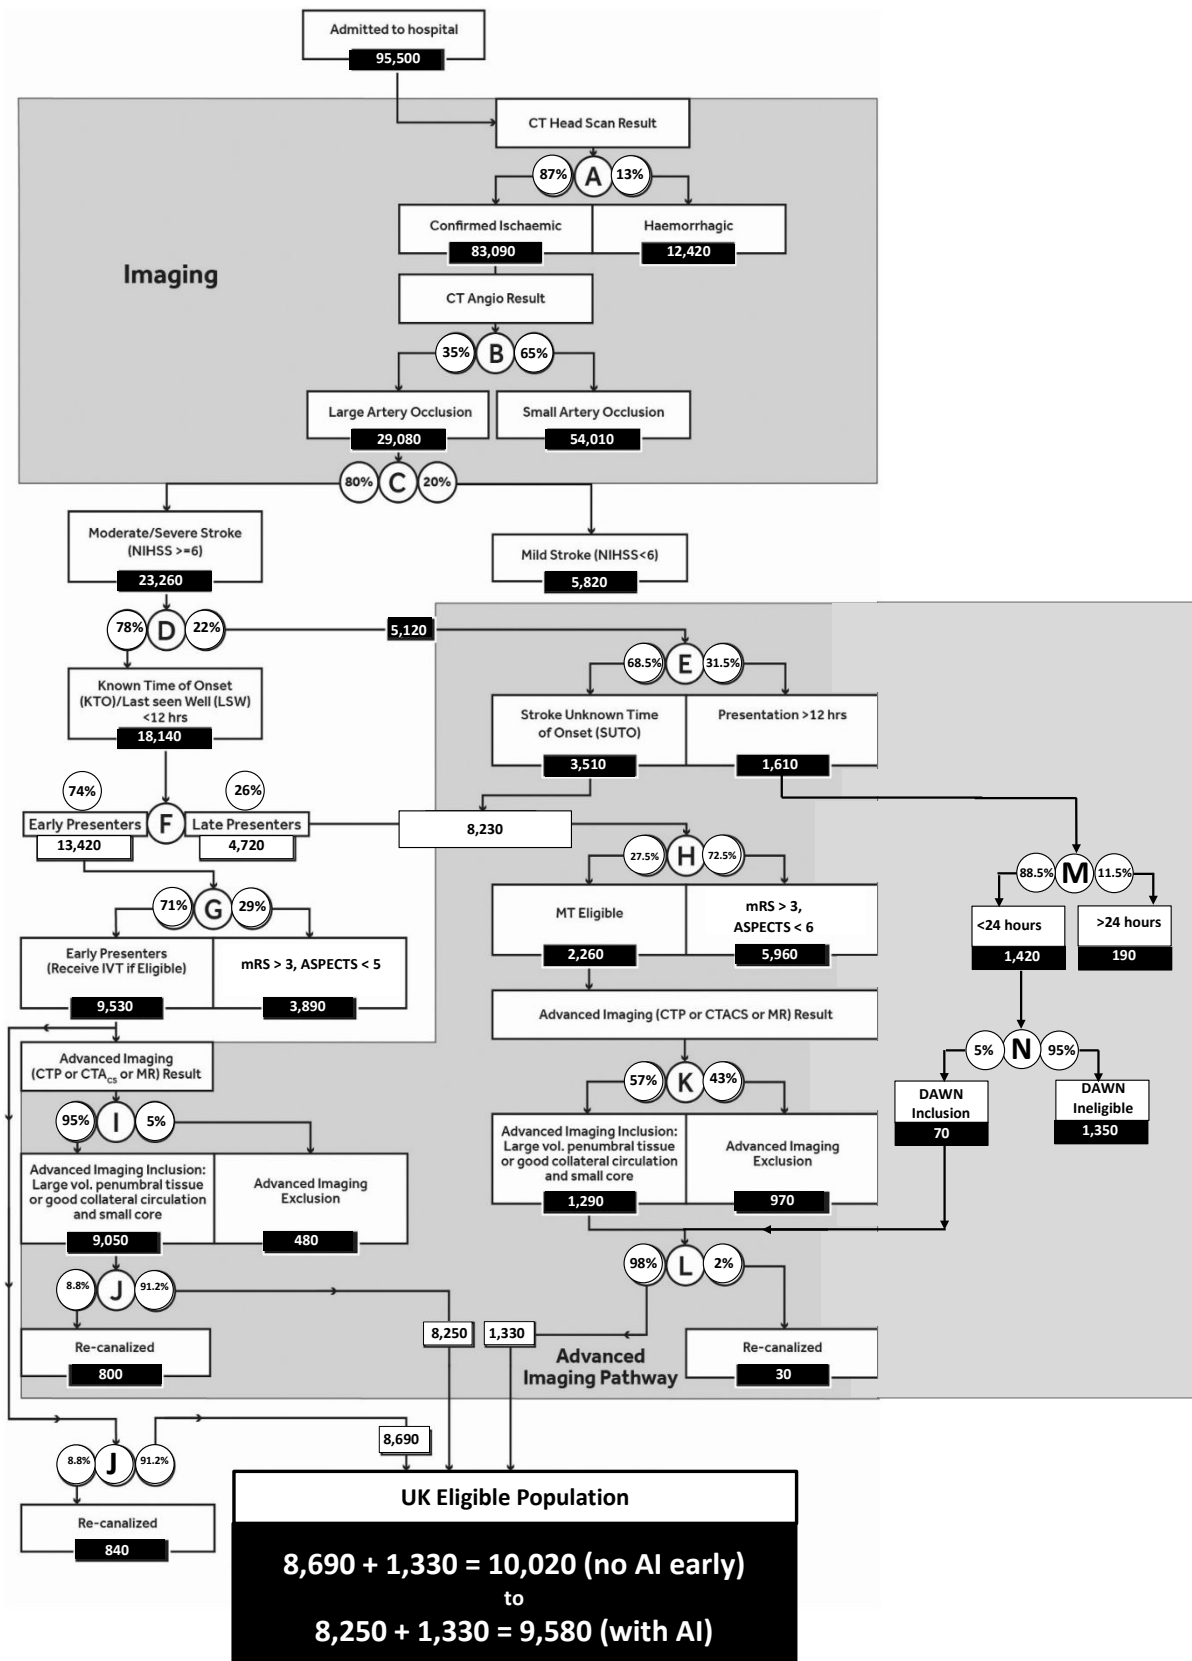 Admitted to hospital
95,500
CT Head Scan Result
87% A 13%
Confirmed Ischaemic
83,090
Haemorrhagic
12,420
Imaging
CT Angio Result
35% B 65%
Large Artery Occlusion
29,080
Small Artery Occlusion
54,010
80% C 20%
Moderate/Severe Stroke
(NIHSS >=6)
23,260
Mild Stroke (NIHSS<6)
5,820
78% D 22%
5,120
68.5% E 31.5%
Known Time of Onset
(KTO)/Last seen Well (LSW)
<12 hrs
18,140
Stroke Unknown Time
of Onset (SUTO)
3,510
Presentation >12 hrs
1,610
74% 26%
Early Presenters F Late Presenters
13,420 4,720
8,230
27.5% H 72.5%
88.5% M 11.5%
71% G 29%
MT Eligible
2,260
mRS > 3,
ASPECTS < 6
5,960
<24 hours
1,420
>24 hours
190
Early Presenters
(Receive IVT if Eligible)
9,530
mRS > 3, ASPECTS < 5
3,890
Advanced Imaging (CTP or CTACS or MR) Result
5% N 95%
Advanced Imaging
(CTP or CTACS or MR) Result
57% K 43%
DAWN
Inclusion
70
DAWN
Ineligible
1,350
95% I 5%
Advanced Imaging Inclusion:
Large vol. penumbral tissue
or good collateral circulation
and small core
1,290
Advanced Imaging
Exclusion
970
Advanced Imaging Inclusion:
Large vol. penumbral tissue
or good collateral circulation
and small core
9,050
Advanced Imaging
Exclusion
480
98% L 2%
8.8% J 91.2%
8,250
1,330
Re-canalized
800
Advanced
Imaging Pathway
Re-canalized
30
8,690
8.8% J 91.2%
Re-canalized
840
UK Eligible Population
8,690 + 1,330 = 10,020 (no AI early)
to
8,250 + 1,330 = 9,580 (with AI)